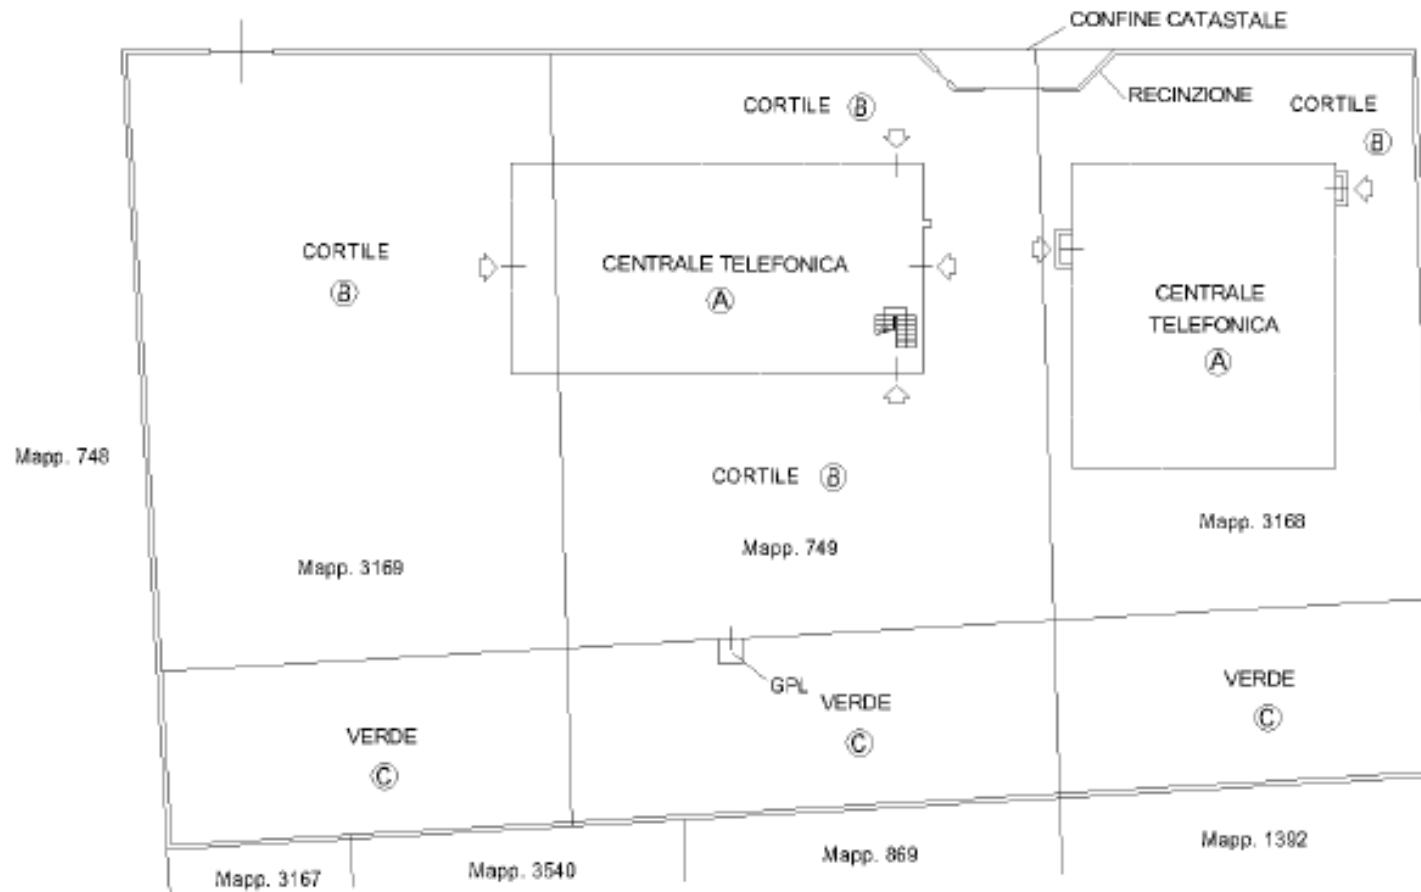 CONFINE CATASTALE
RECINZIONE
CORTILE B
CORTILE
B
CORTILE
B
CENTRALE TELEFONICA
A
CENTRALE
TELEFONICA
A
Mapp. 748
CORTILE B
Mapp. 3168
Mapp. 749
Mapp. 3169
GPL
VERDE
C
VERDE
C
VERDE
C
Mapp. 3167
Mapp. 3540
Mapp. 869
Mapp. 1392